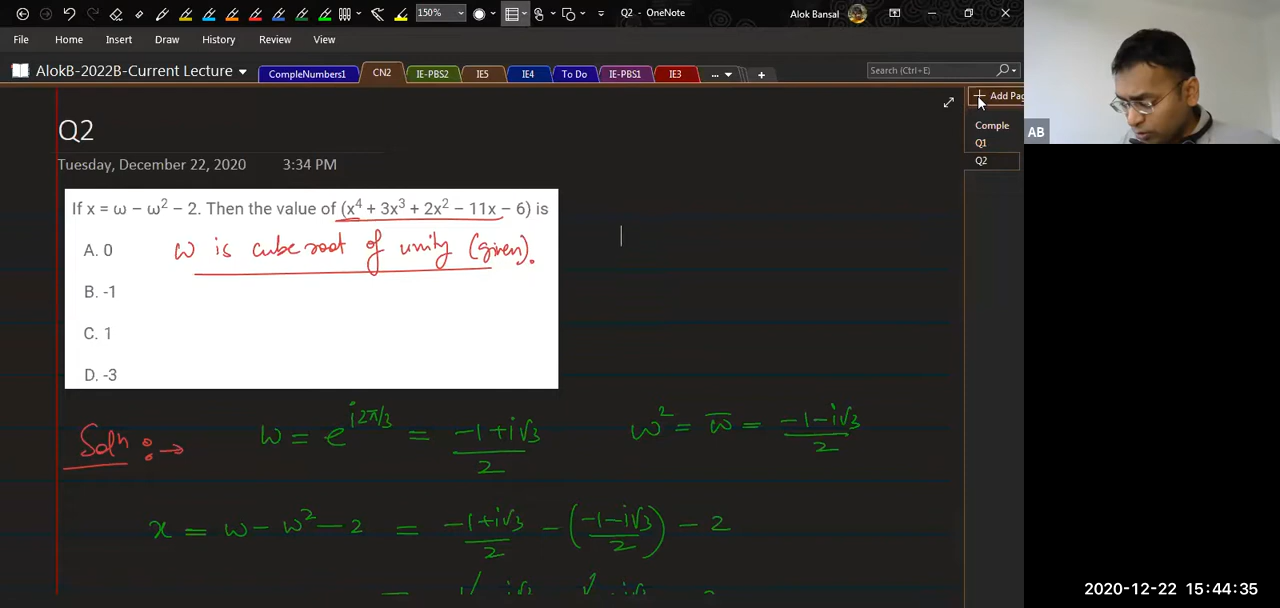 150%
Q2 - OneNote
Alok Bansal
File Home Insert Draw History Review View
AlokB-2022B-Current Lecture
CompleNumbers1 CN2 IE-PBS2 IE5 IE4 To Do IE-PBS1 IE3 ... +
Search (Ctrl+E)
Add Pag
Comple
Q1
Q2
AB
Q2
Tuesday, December 22, 2020 3:34 PM
If x = ω − ω² − 2. Then the value of (x⁴ + 3x³ + 2x² − 11x − 6) is
A. 0
ω is cube root of unity (given).
B. -1
C. 1
D. -3
Soln :→ ω = e^{i2π/3} = (-1+i√3)/2 ω² = ω̅ = (-1-i√3)/2
x = ω − ω² − 2 = (-1+i√3)/2 − ((-1-i√3)/2) − 2
2020-12-22 15:44:35